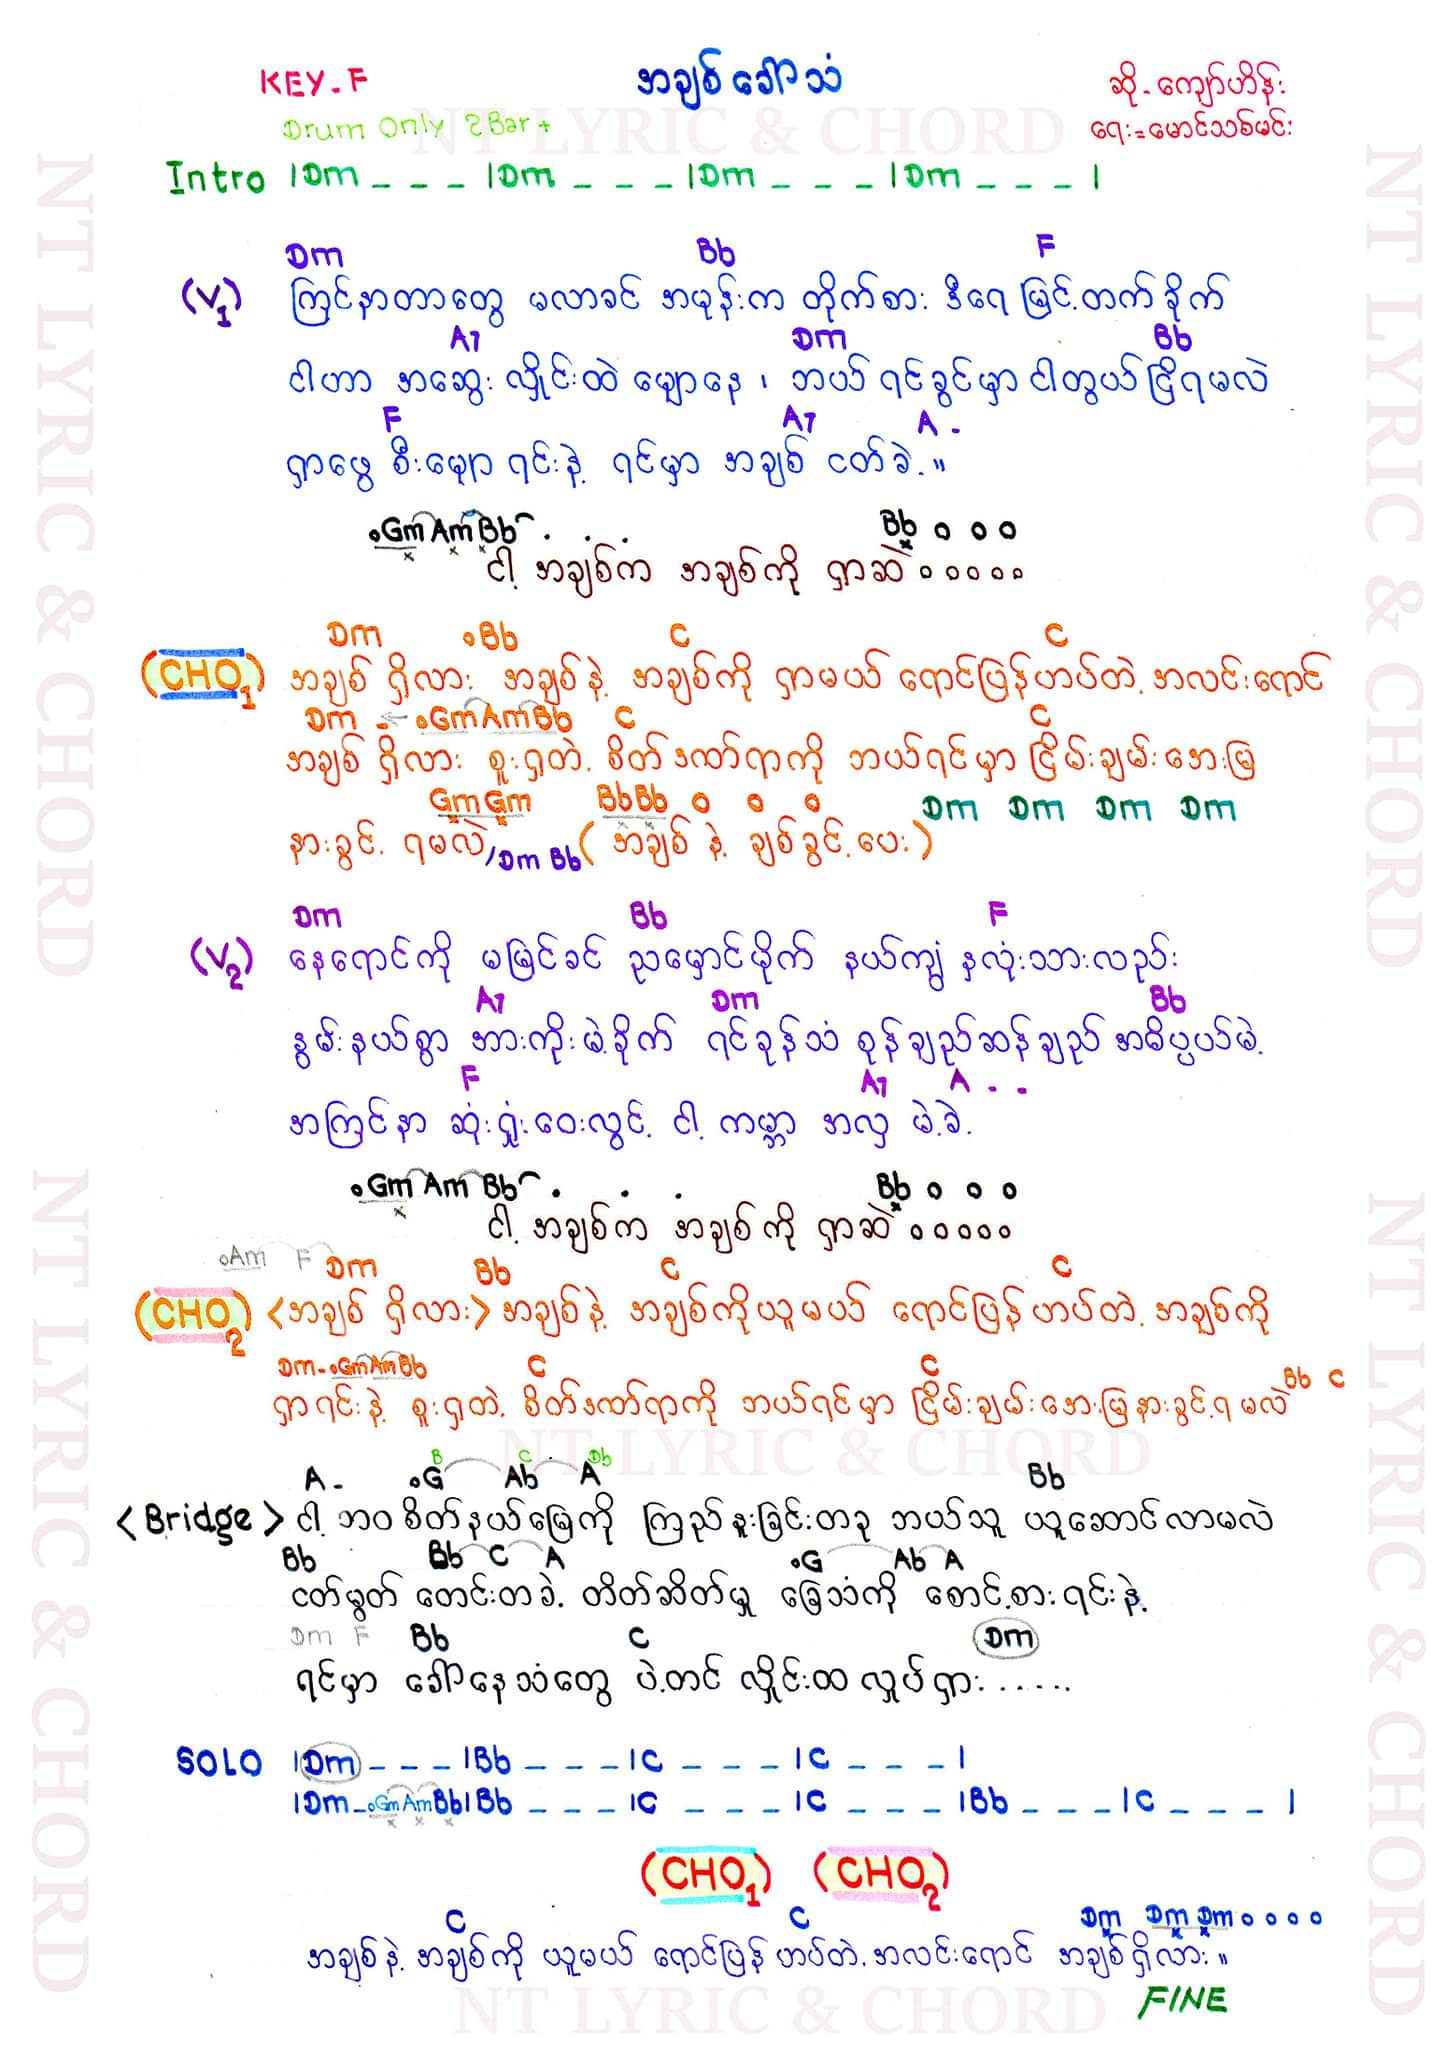 KEY-F
အချစ်ခေါ်သံ
ဆို-ကျော်ဟိန်း
Drum Only 2Bar+
ရေး=မောင်သစ်မင်း
Intro |Dm _ _ _ |Dm _ _ _ |Dm _ _ _ |Dm _ _ _ |
Dm Bb F
(V1) ကြင်နာတာတွေ မလာခင် အမုန်းက တိုက်စား ဒီရေ မြင့်တက်ခိုက်
A7 Dm Bb
ငါဟာ အဆွေး လှိုင်းထဲ မျောနေ ၊ ဘယ် ရင်ခွင်မှာ ငါတွယ်ငြိရမလဲ
F A7 A -
ရှာဖွေ စီးမျော ရင်းနဲ့ ရင်မှာ အချစ် ငတ်ခဲ့ ။
Gm Am Bb . . . Bb o o o
ငါ့ အချစ်က အချစ်ကို ရှာဆဲ o o o o o
Dm Bb C C
(CHO1) အချစ် ရှိလား အချစ်နဲ့ အချစ်ကို ရှာမယ် ရောင်ပြန်ဟပ်တဲ့ အလင်းရောင်
Dm - Gm Am Bb C C
အချစ် ရှိလား စူးရှတဲ့ စိတ်ဒဏ်ရာကို ဘယ်ရင်မှာ ငြိမ်းချမ်းအေးမြ
Gm Gm Bb Bb o o o Dm Dm Dm Dm
နားခွင့် ရမလဲ, Dm Bb ( အချစ် နဲ့ ချစ်ခွင့်ပေး )
Dm Bb F
(V2) နေရောင်ကို မမြင်ခင် ညမှောင်မိုက် နယ်ကျွံ နှလုံးသားလည်း
A7 Dm Bb
နွမ်းနယ်စွာ အားကိုးမဲ့ခိုက် ရင်ခုန်သံ စုန်ချည်ဆန်ချည် အဓိပ္ပယ်မဲ့
F A7 A - -
အကြင်နာ ဆုံးရှုံးဝေးလွင့် ငါ့ ကမ္ဘာ အလှ မဲ့ခဲ့
Gm Am Bb . . . Bb o o o
ငါ့ အချစ်က အချစ်ကို ရှာဆဲ o o o o o
Am F Dm Bb C C
(CHO2) <အချစ် ရှိလား> အချစ်နဲ့ အချစ်ကိုယူမယ် ရောင်ပြန် ဟပ်တဲ့ အချစ်ကို
Dm - Gm Am Bb C C Bb C
ရှာရင်းနဲ့ စူးရှတဲ့ စိတ်ဒဏ်ရာကို ဘယ်ရင်မှာ ငြိမ်းချမ်းအေးမြနားခွင့်ရမလဲ
B C Db
A - G Ab A Bb
<Bridge> ငါ့ ဘဝ စိတ်နယ်မြေကို ကြည်နူးခြင်းတခု ဘယ်သူ ယူဆောင်လာမလဲ
Bb Bb C A G Ab A
ငတ်မွတ် တောင်းတခဲ့ တိတ်ဆိတ်မှု ခြေသံကို စောင့်စားရင်းနဲ့
Dm F Bb C Dm
ရင်မှာ ခေါ်နေသံတွေ ပဲ့တင် လှိုင်းထ လှုပ်ရှား ......
SOLO |Dm _ _ _ |Bb _ _ _ |C _ _ _ |C _ _ _ |
|Dm - Gm Am Bb |Bb _ _ _ |C _ _ _ |C _ _ _ |Bb _ _ _ |C _ _ _ |
(CHO1) (CHO2)
C C Dm Dm Dm o o o o
အချစ်နဲ့ အချစ်ကို ယူမယ် ရောင်ပြန် ဟပ်တဲ့ အလင်းရောင် အချစ်ရှိလား ။
FINE
NT LYRIC & CHORD
NT LYRIC & CHORD
NT LYRIC & CHORD
NT LYRIC & CHORD
NT LYRIC & CHORD
NT LYRIC & CHORD
NT LYRIC & CHORD